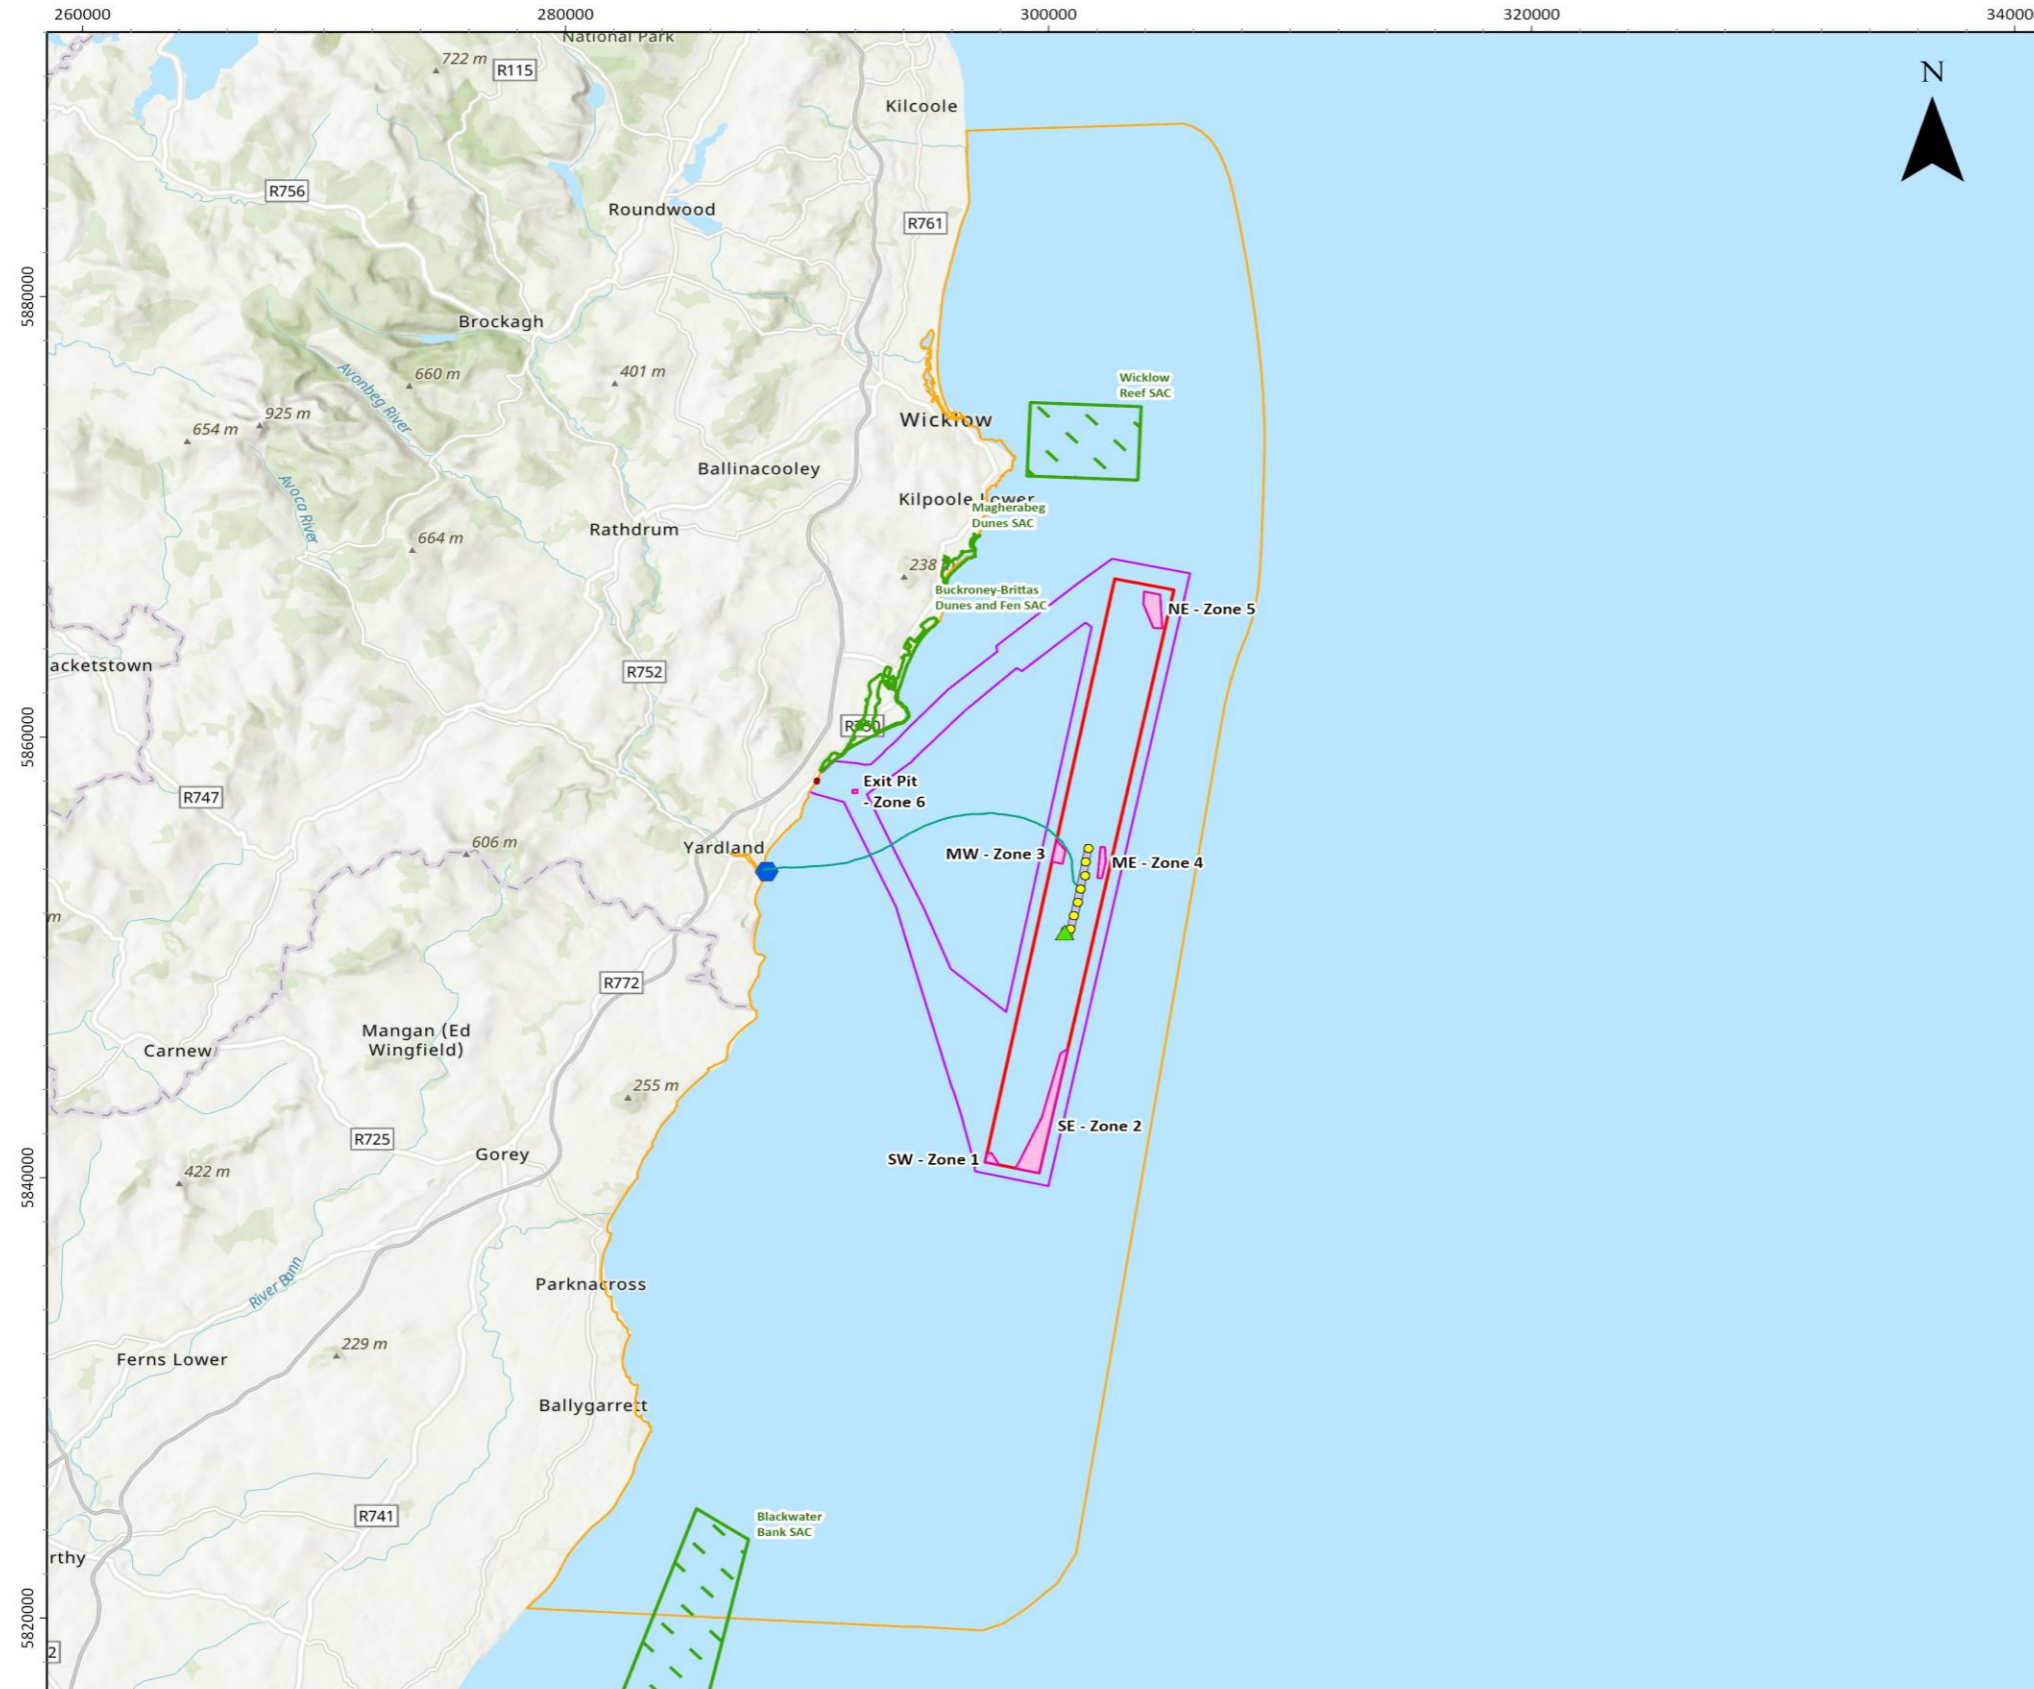 260000
280000
300000
320000
34000
National Park
722 m
R115
N
Kilcoole
R756
Roundwood
R761
5880000
Brockagh
Avonbeg River
660 m
401 m
Wicklow
Reef SAC
925 m
654 m
Wicklow
Ballinacooley
Avoca River
Kilpoole Lower
Magherabeg
Dunes SAC
Rathdrum
664 m
238 m
Buckroney-Brittas
Dunes and Fen SAC
NE - Zone 5
acketstown
R752
5860000
R750
Exit Pit
- Zone 6
R747
606 m
Yardland
MW - Zone 3
ME - Zone 4
m
R772
Mangan (Ed
Wingfield)
Carnew
255 m
SE - Zone 2
R725
Gorey
SW - Zone 1
422 m
5840000
River Bann
Parknacross
229 m
Ferns Lower
Ballygarrett
R741
Blackwater
Bank SAC
rthy
5820000
2